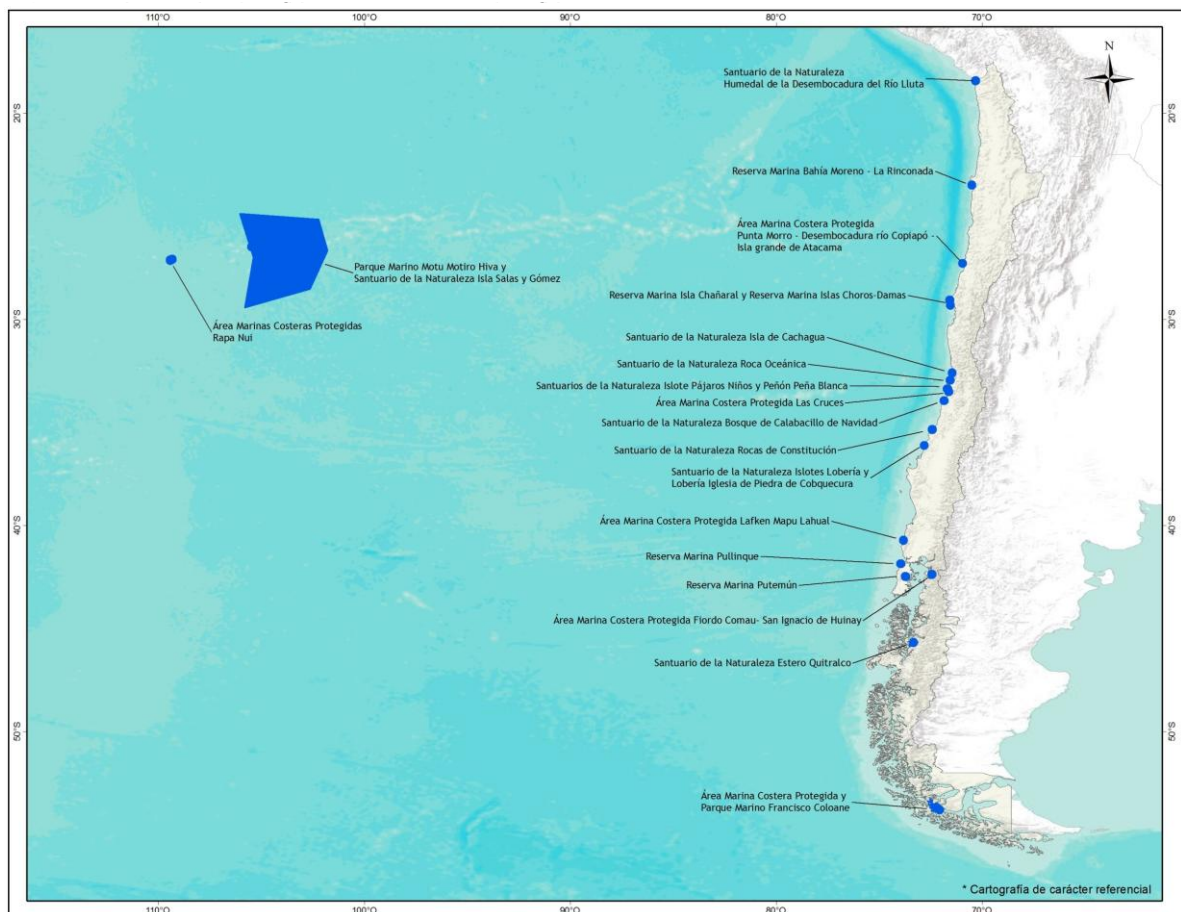 110°O
100°O
90°O
80°O
70°O
N
Santuario de la Naturaleza
Humedal de la Desembocadura del Río Lluta
20°S
20°S
Reserva Marina Bahía Moreno - La Rinconada
Área Marina Costera Protegida
Punta Morro - Desembocadura río Copiapó -
Isla grande de Atacama
Parque Marino Motu Motiro Hiva y
Santuario de la Naturaleza Isla Salas y Gómez
Reserva Marina Isla Chañaral y Reserva Marina Islas Choros-Damas
30°S
30°S
Área Marinas Costeras Protegidas
Rapa Nui
Santuario de la Naturaleza Isla de Cachagua
Santuario de la Naturaleza Roca Oceánica
Santuarios de la Naturaleza Islote Pájaros Niños y Peñón Peña Blanca
Área Marina Costera Protegida Las Cruces
Santuario de la Naturaleza Bosque de Calabacillo de Navidad
Santuario de la Naturaleza Rocas de Constitución
Santuario de la Naturaleza Islotes Lobería y
Lobería Iglesia de Piedra de Cobquecura
40°S
40°S
Área Marina Costera Protegida Lafken Mapu Lahual
Reserva Marina Pullinque
Reserva Marina Putemún
Área Marina Costera Protegida Fiordo Comau- San Ignacio de Huinay
Santuario de la Naturaleza Estero Quitralco
50°S
50°S
Área Marina Costera Protegida y
Parque Marino Francisco Coloane
* Cartografía de carácter referencial
110°O
100°O
90°O
80°O
70°O